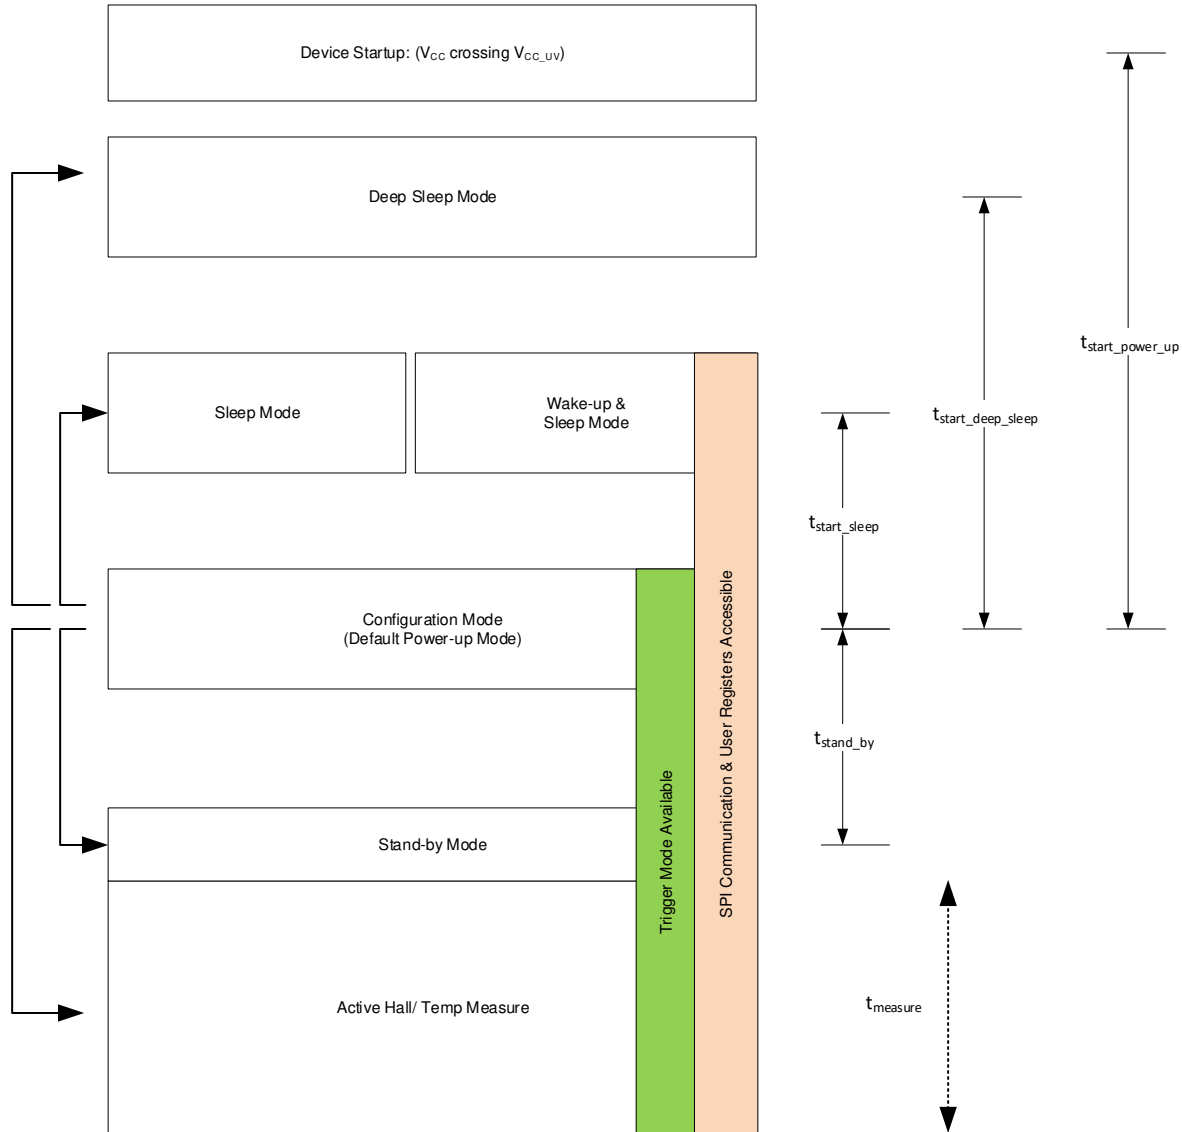 Device Startup: (VCC crossing VCC_UV)
Deep Sleep Mode
tstart_power_up
Sleep Mode
Wake-up &
Sleep Mode
tstart_deep_sleep
tstart_sleep
Configuration Mode
(Default Power-up Mode)
SPI Communication & User Registers Accessible
tstand_by
Trigger Mode Available
Stand-by Mode
Active Hall/ Temp Measure
tmeasure